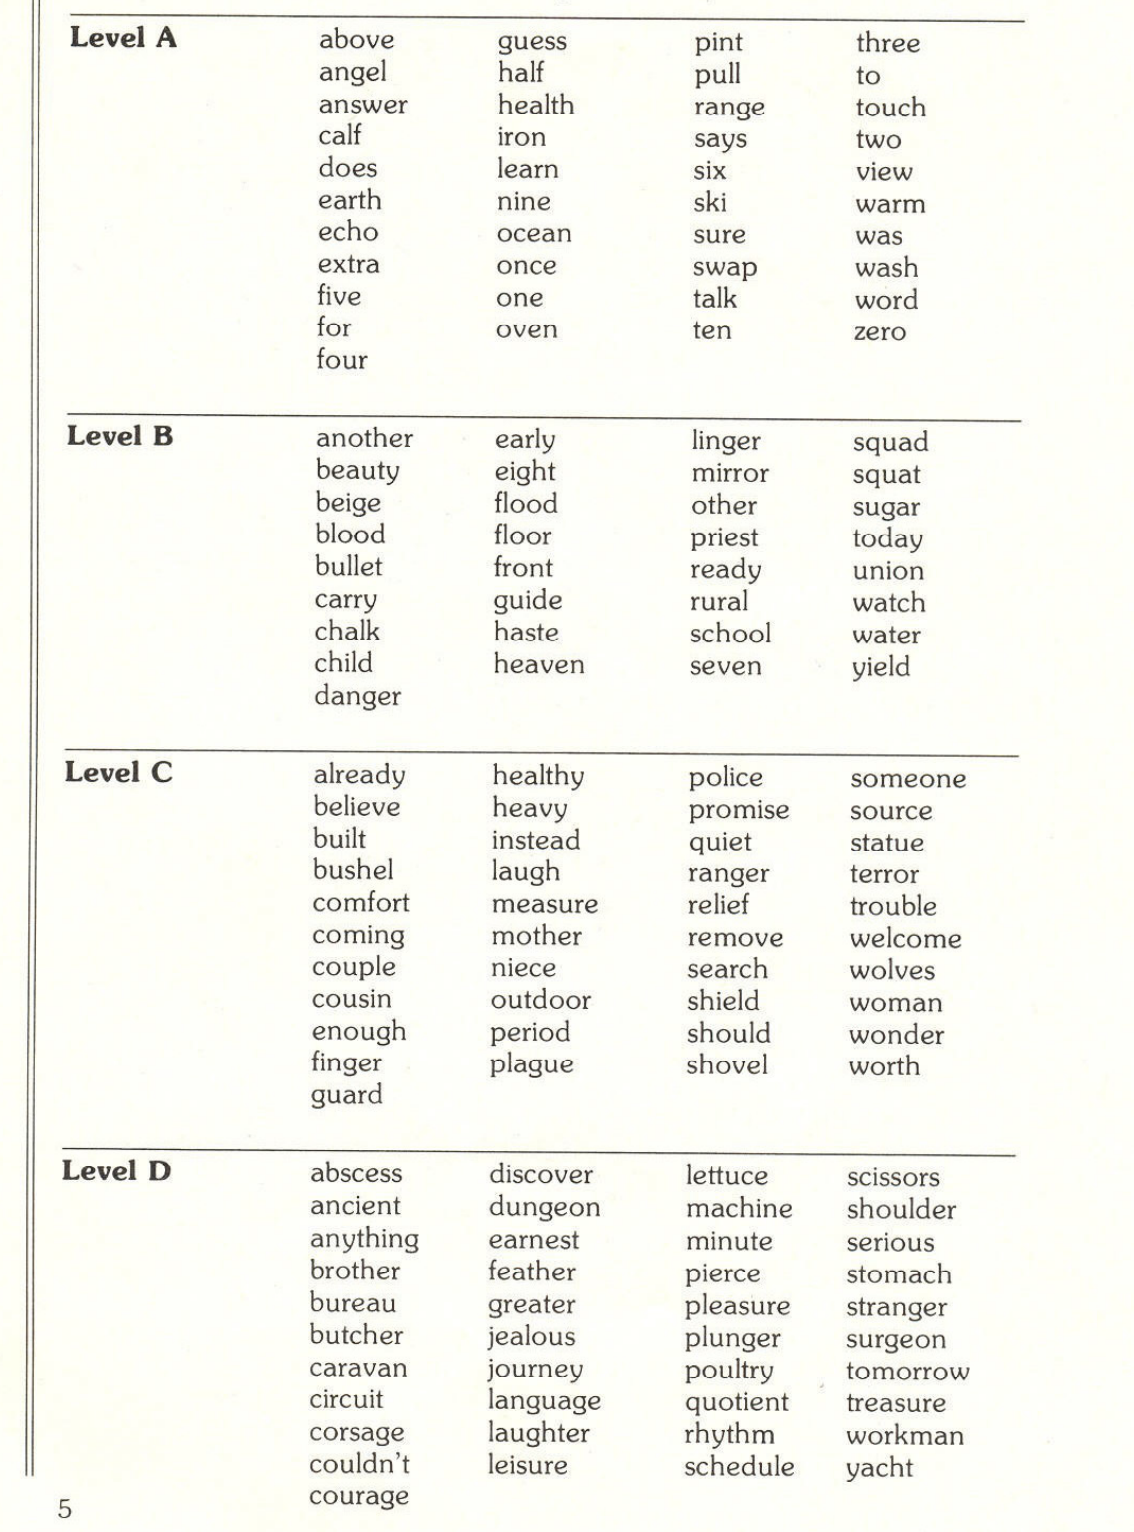 Level A above guess pint three
angel half pull to
answer health range touch
calf iron says two
does learn six view
earth nine ski warm
echo ocean sure was
extra once swap wash
five one talk word
for oven ten zero
four
Level B another early linger squad
beauty eight mirror squat
beige flood other sugar
blood floor priest today
bullet front ready union
carry guide rural watch
chalk haste school water
child heaven seven yield
danger
Level C already healthy police someone
believe heavy promise source
built instead quiet statue
bushel laugh ranger terror
comfort measure relief trouble
coming mother remove welcome
couple niece search wolves
cousin outdoor shield woman
enough period should wonder
finger plague shovel worth
guard
Level D abscess discover lettuce scissors
ancient dungeon machine shoulder
anything earnest minute serious
brother feather pierce stomach
bureau greater pleasure stranger
butcher jealous plunger surgeon
caravan journey poultry tomorrow
circuit language quotient treasure
corsage laughter rhythm workman
couldn't leisure schedule yacht
courage
5